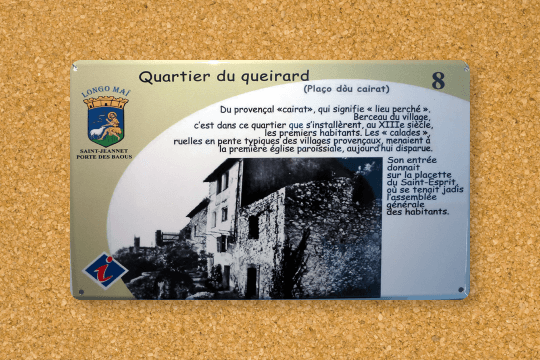 Quartier du queirard
8
(Plaço dòu cairat)
LONGO MAÏ
SAINT-JEANNET
PORTE DES BAOUS
Du provençal «cairat», qui signifie « lieu perché ».
Berceau du village,
c'est dans ce quartier que s'installèrent, au XIIIe siècle,
les premiers habitants. Les « calades »,
ruelles en pente typiques des villages provençaux, menaient à
la première église paroissiale, aujourd'hui disparue.
Son entrée
donnait
sur la placette
du Saint-Esprit,
où se tenait jadis
l'assemblée
générale
des habitants.
i